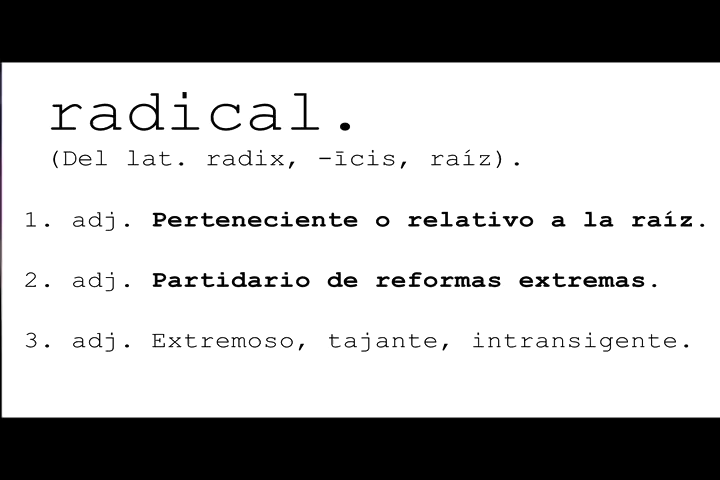 radical.
(Del lat. radix, -īcis, raíz).
1. adj. Perteneciente o relativo a la raíz.
2. adj. Partidario de reformas extremas.
3. adj. Extremoso, tajante, intransigente.